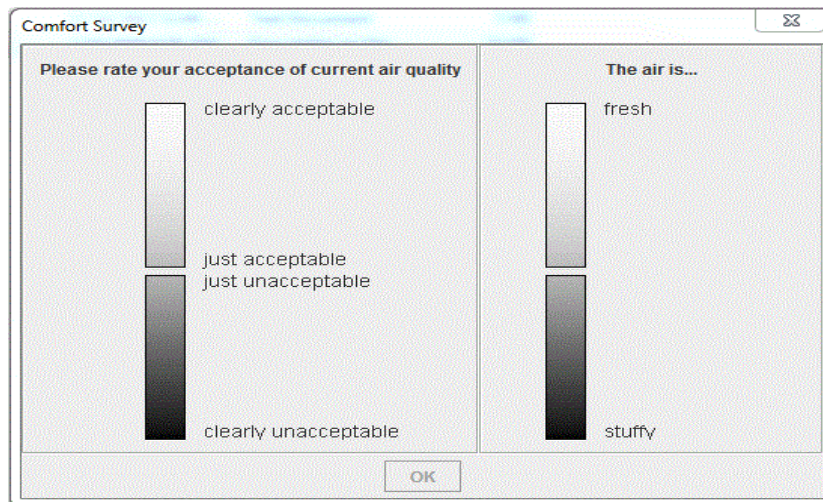 Comfort Survey
Please rate your acceptance of current air quality
clearly acceptable
just acceptable
just unacceptable
clearly unacceptable
The air is...
fresh
stuffy
OK